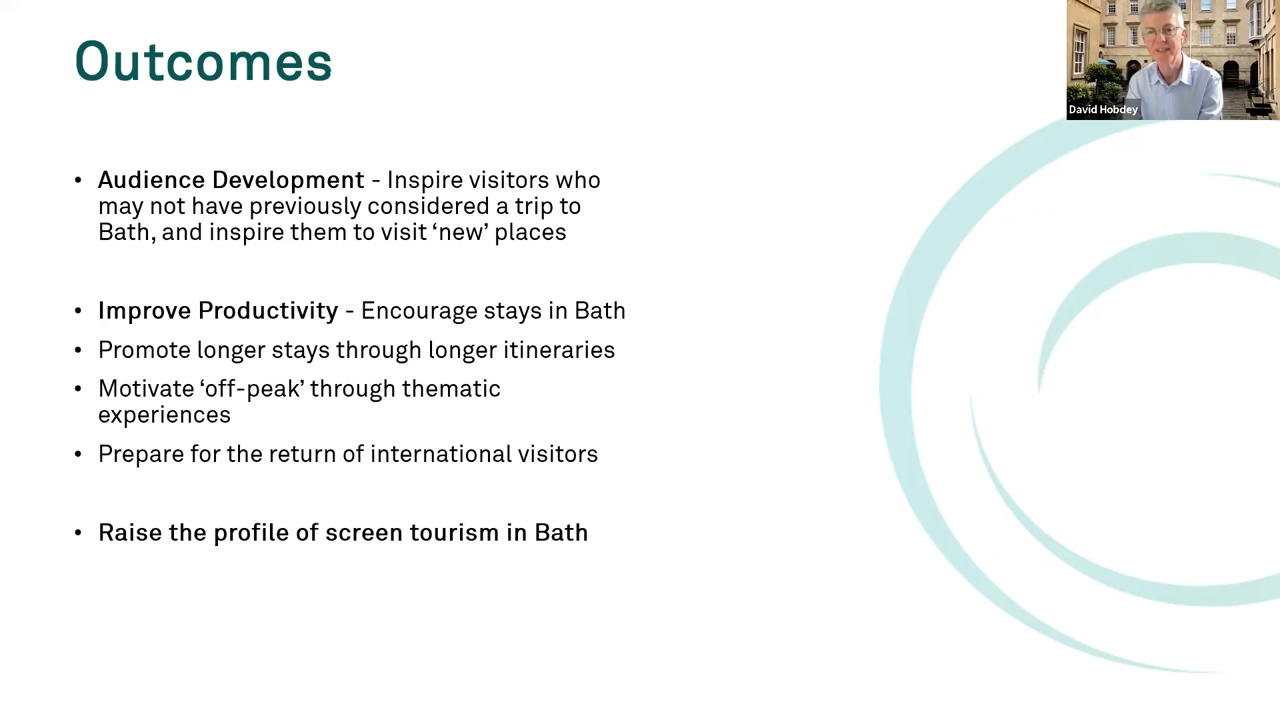 Outcomes
David Hobdey
• Audience Development - Inspire visitors who
may not have previously considered a trip to
Bath, and inspire them to visit ‘new’ places
• Improve Productivity - Encourage stays in Bath
• Promote longer stays through longer itineraries
• Motivate ‘off-peak’ through thematic
experiences
• Prepare for the return of international visitors
• Raise the profile of screen tourism in Bath